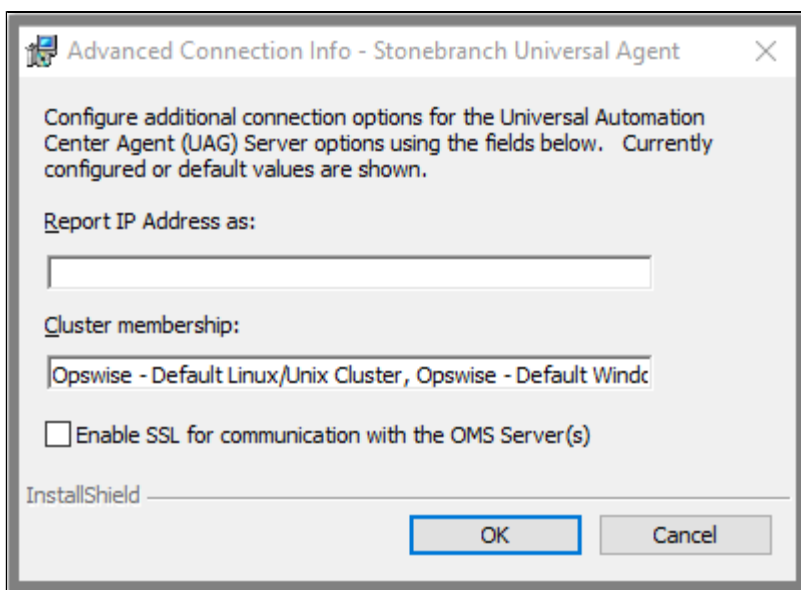 Advanced Connection Info - Stonebranch Universal Agent
Configure additional connection options for the Universal Automation
Center Agent (UAG) Server options using the fields below. Currently
configured or default values are shown.
Report IP Address as:
Cluster membership:
Opswise - Default Linux/Unix Cluster, Opswise - Default Windo
Enable SSL for communication with the OMS Server(s)
InstallShield
OK
Cancel